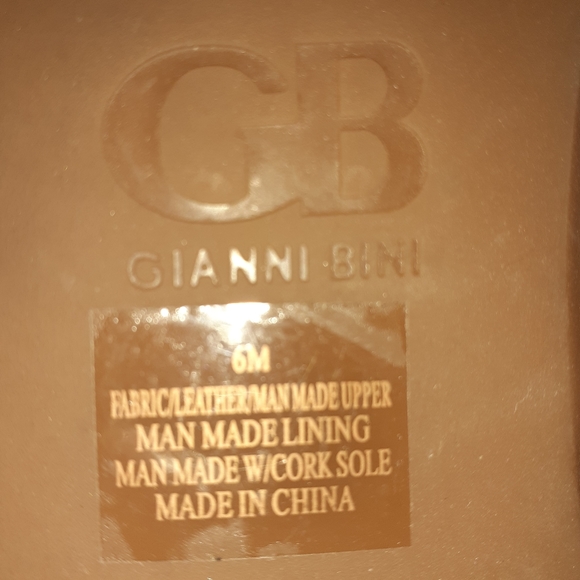 GB
GIANNI BINI
6M
FABRIC/LEATHER/MAN MADE UPPER
MAN MADE LINING
MAN MADE W/CORK SOLE
MADE IN CHINA